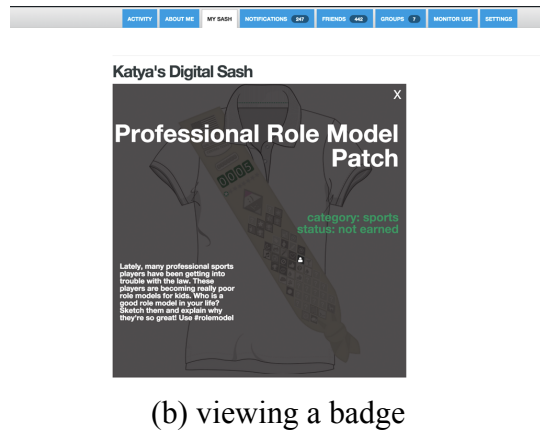 ACTIVITY ABOUT ME MY SASH NOTIFICATIONS 247 FRIENDS 442 GROUPS 7 MONITOR USE SETTINGS
Katya's Digital Sash
X
Professional Role Model
Patch
0005
category: sports
status: not earned
Lately, many professional sports
players have been getting into
trouble with the law. These
players are becoming really poor
role models for kids. Who is a
good role model in your life?
Sketch them and explain why
they're so great! Use #rolemodel
(b) viewing a badge